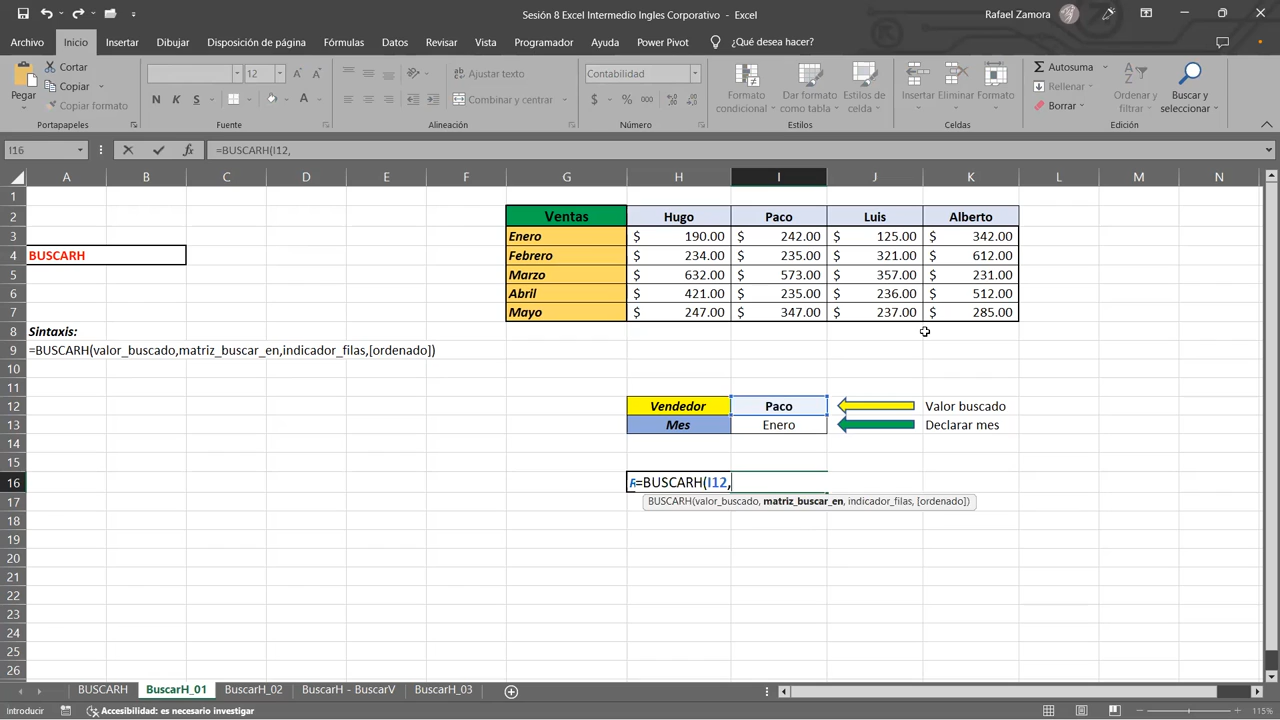 Sesión 8 Excel Intermedio Ingles Corporativo - Excel
Rafael Zamora
Archivo Inicio Insertar Dibujar Disposición de página Fórmulas Datos Revisar Vista Programador Ayuda Power Pivot ¿Qué desea hacer?
Pegar
Cortar
Copiar
Copiar formato
12
N K S
Ajustar texto
Combinar y centrar
Contabilidad
$ % 000
Formato condicional
Dar formato como tabla
Estilos de celda
Insertar Eliminar Formato
Autosuma
Rellenar
Borrar
Ordenar y filtrar
Buscar y seleccionar
Portapapeles Fuente Alineación Número Estilos Celdas Edición
I16 fx =BUSCARH(I12,
A B C D E F G H I J K L M N
1
2 Ventas Hugo Paco Luis Alberto
3 Enero $ 190.00 $ 242.00 $ 125.00 $ 342.00
4 BUSCARH Febrero $ 234.00 $ 235.00 $ 321.00 $ 612.00
5 Marzo $ 632.00 $ 573.00 $ 357.00 $ 231.00
6 Abril $ 421.00 $ 235.00 $ 236.00 $ 512.00
7 Mayo $ 247.00 $ 347.00 $ 237.00 $ 285.00
8 Sintaxis:
9 =BUSCARH(valor_buscado,matriz_buscar_en,indicador_filas,[ordenado])
10
11
12 Vendedor Paco Valor buscado
13 Mes Enero Declarar mes
14
15
16 =BUSCARH(I12,
17 BUSCARH(valor_buscado, matriz_buscar_en, indicador_filas, [ordenado])
18
19
20
21
22
23
24
25
26
BUSCARH BuscarH_01 BuscarH_02 BuscarH - BuscarV BuscarH_03
Introducir Accesibilidad: es necesario investigar 115%